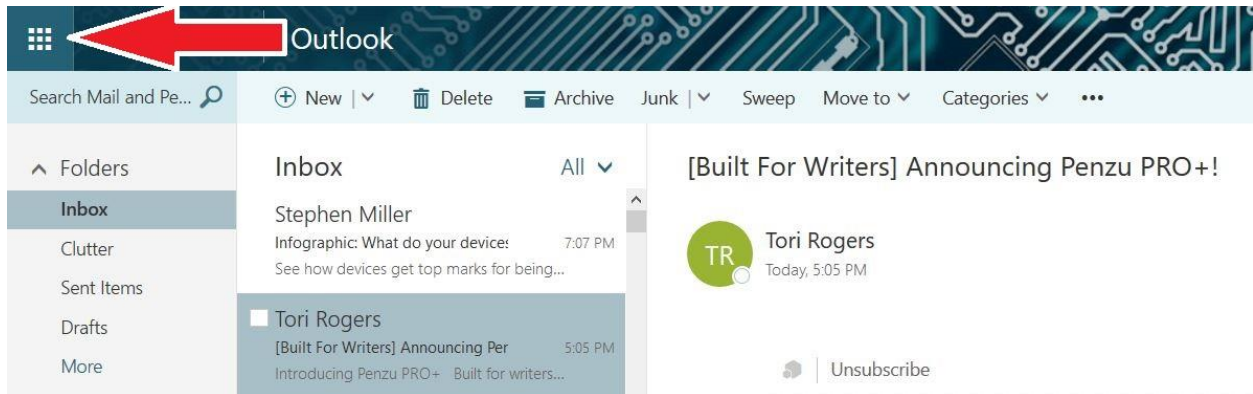 Outlook
Search Mail and Pe...
New
Delete
Archive
Junk
Sweep
Move to
Categories
•••
Folders
Inbox
Clutter
Sent Items
Drafts
More
Inbox
All
Stephen Miller
Infographic: What do your devices
7:07 PM
See how devices get top marks for being...
Tori Rogers
[Built For Writers] Announcing Per
5:05 PM
Introducing Penzu PRO+ Built for writers...
[Built For Writers] Announcing Penzu PRO+!
TR
Tori Rogers
Today, 5:05 PM
Unsubscribe